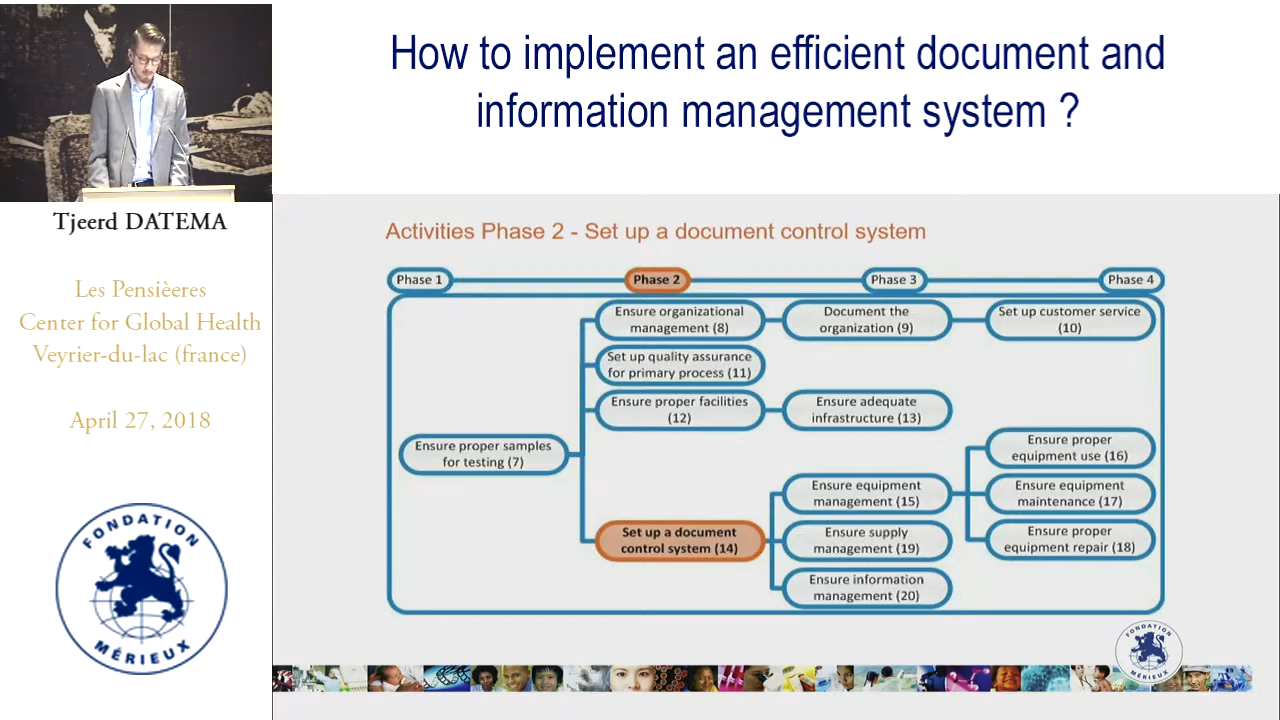 How to implement an efficient document and
information management system ?
Tjeerd DATEMA
Les Pensièeres
Center for Global Health
Veyrier-du-lac (france)
April 27, 2018
FONDATION
MÉRIEUX
Activities Phase 2 - Set up a document control system
Phase 1
Phase 2
Phase 3
Phase 4
Ensure organizational
management (8)
Document the
organization (9)
Set up customer service
(10)
Set up quality assurance
for primary process (11)
Ensure proper facilities
(12)
Ensure adequate
infrastructure (13)
Ensure proper samples
for testing (7)
Ensure proper
equipment use (16)
Ensure equipment
management (15)
Ensure equipment
maintenance (17)
Set up a document
control system (14)
Ensure supply
management (19)
Ensure proper
equipment repair (18)
Ensure information
management (20)
FONDATION
MÉRIEUX